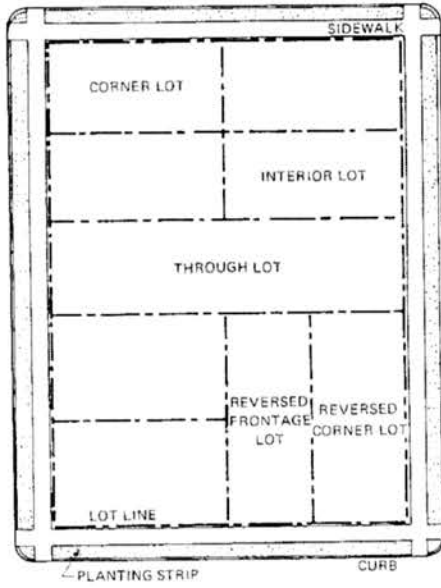 SIDEWALK
CORNER LOT
INTERIOR LOT
THROUGH LOT
REVERSED
FRONTAGE
LOT
REVERSED
CORNER LOT
LOT LINE
PLANTING STRIP
CURB